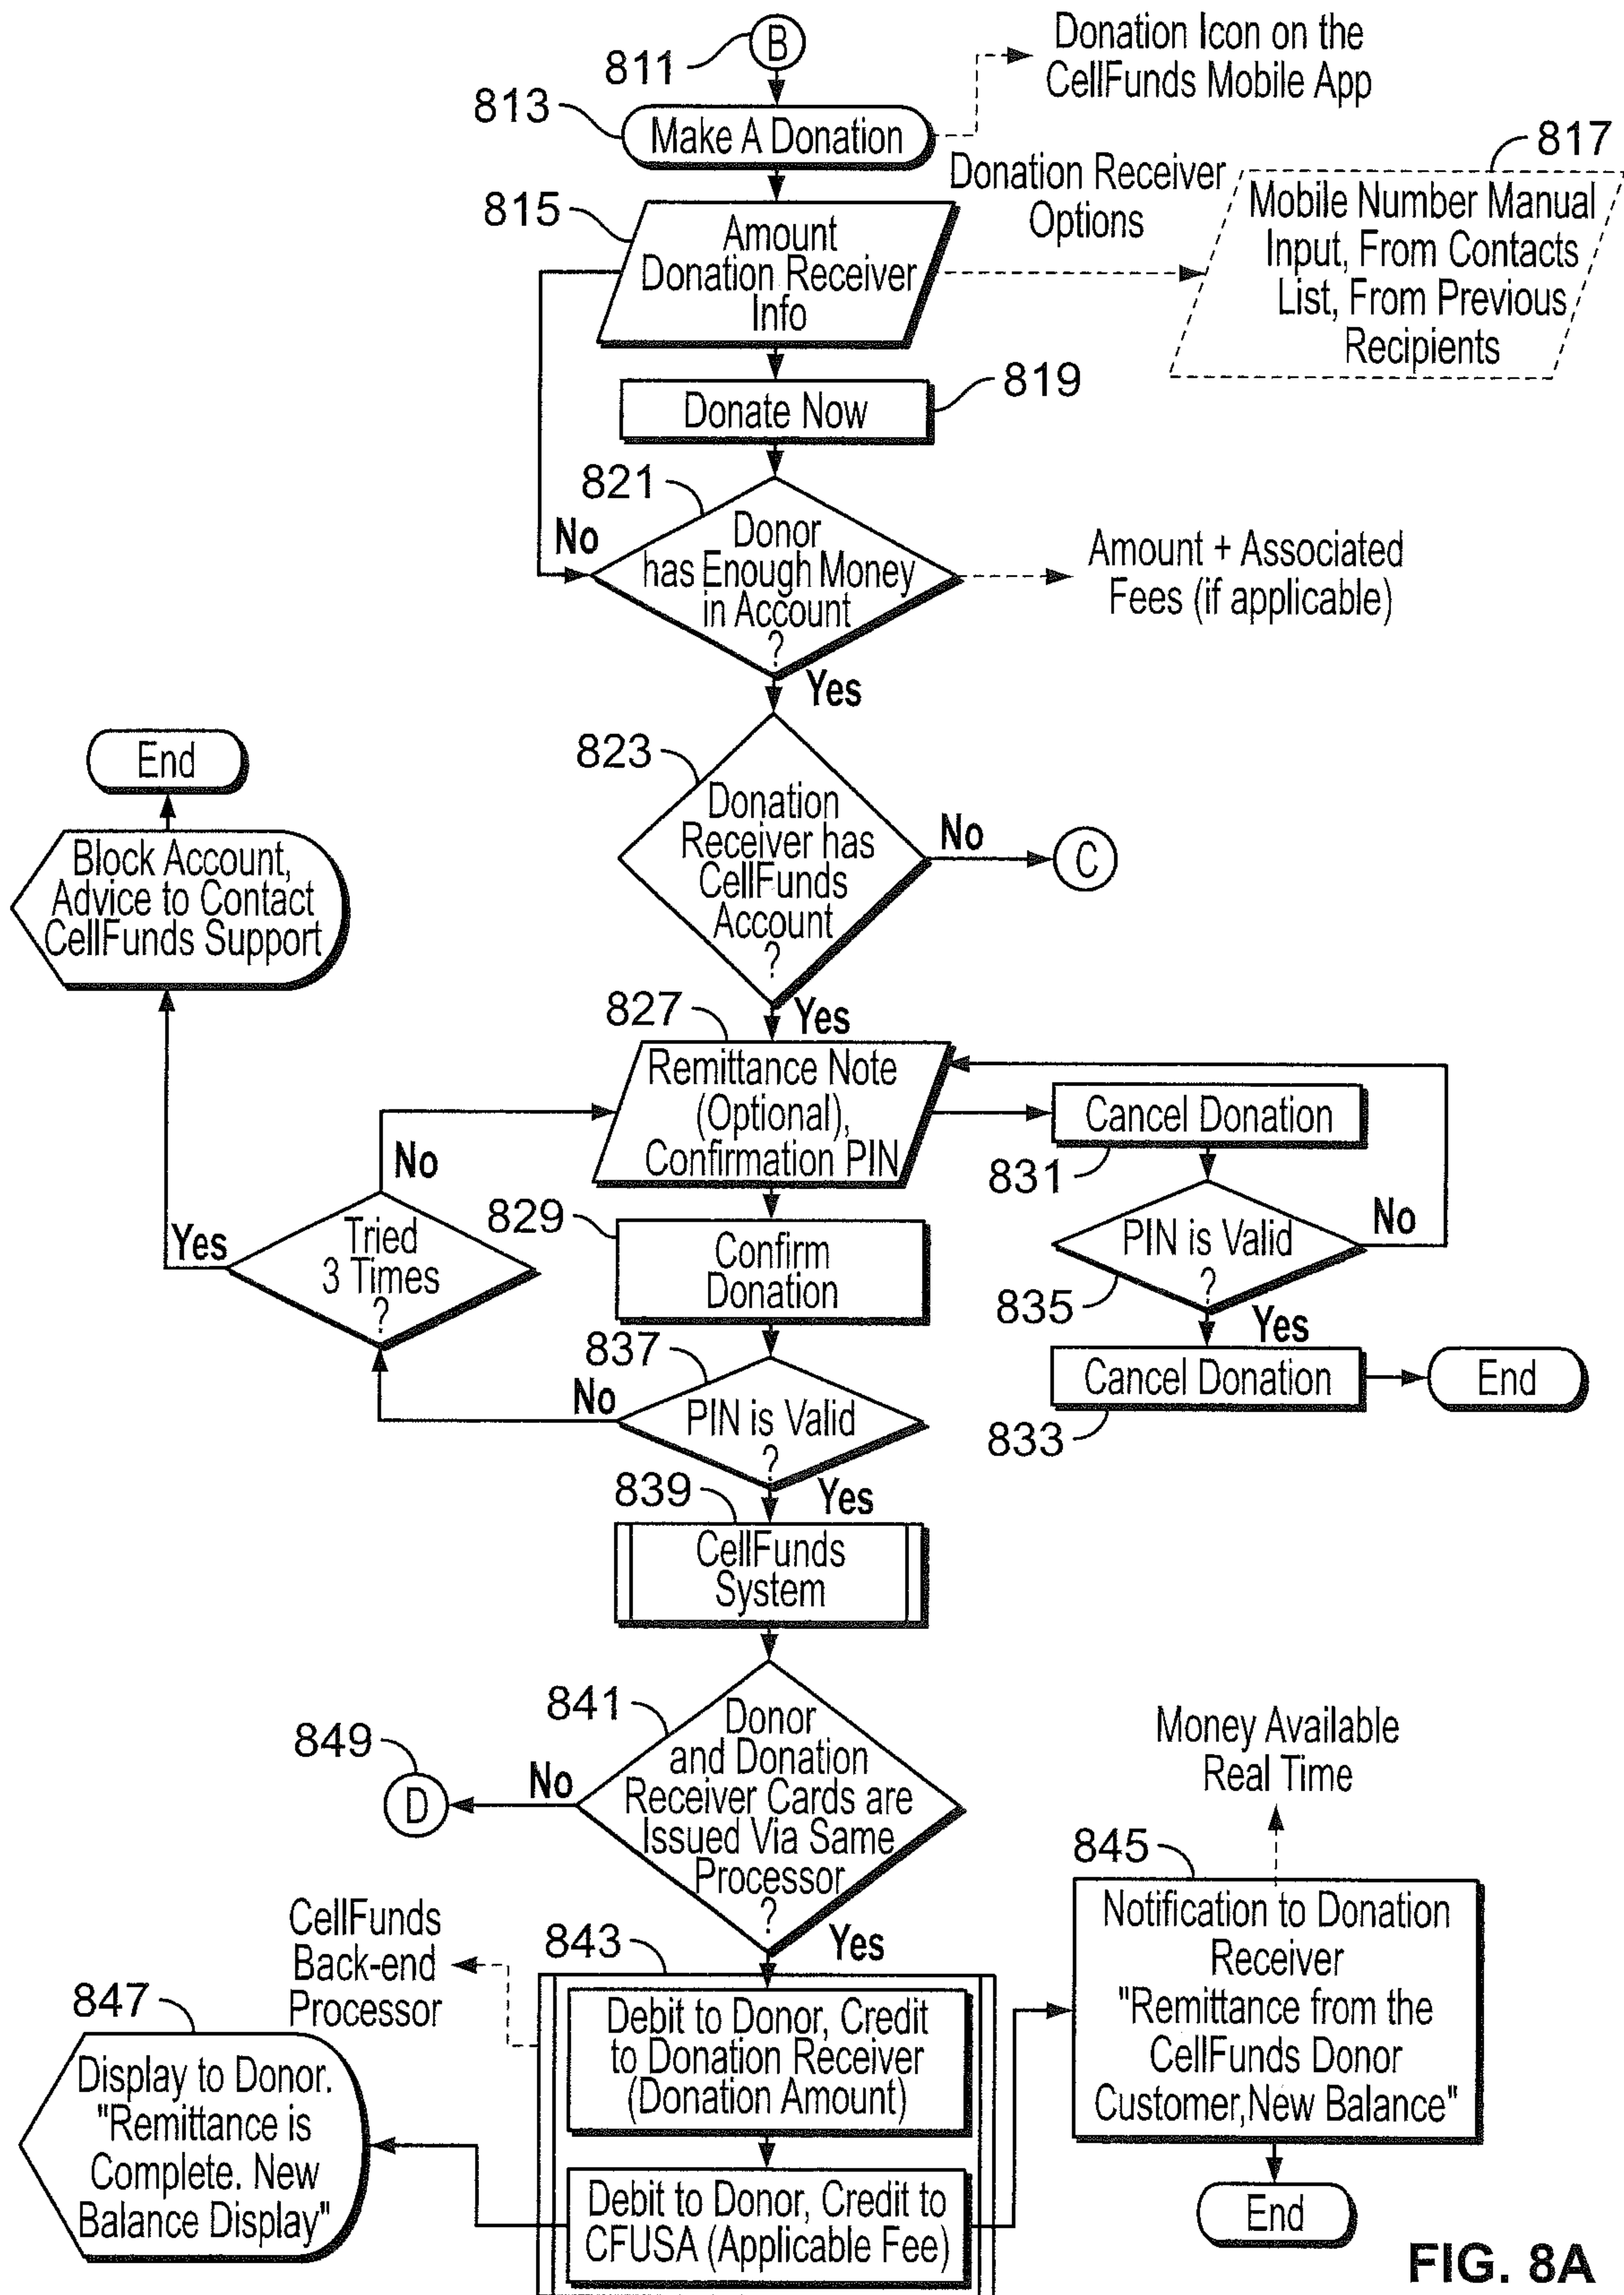 811
B
Donation Icon on the
CellFunds Mobile App
813
Make A Donation
817
Donation Receiver
Options
815
Amount
Donation Receiver
Info
Mobile Number Manual
Input, From Contacts
List, From Previous
Recipients
819
Donate Now
821
No
Donor
has Enough Money
in Account
?
Amount + Associated
Fees (if applicable)
Yes
823
End
Donation
Receiver has
CellFunds
Account
?
No
C
Block Account,
Advice to Contact
CellFunds Support
Yes
827
Remittance Note
(Optional),
Confirmation PIN
Cancel Donation
831
No
829
Confirm
Donation
Yes
Tried
3 Times
?
PIN is Valid
?
No
835
Yes
837
No
PIN is Valid
?
Cancel Donation
833
End
Yes
839
CellFunds
System
841
Donor
and Donation
Receiver Cards are
Issued Via Same
Processor
?
849
D
No
Money Available
Real Time
845
Yes
843
CellFunds
Back-end
Processor
Notification to Donation
Receiver
"Remittance from the
CellFunds Donor
Customer,New Balance"
847
Display to Donor.
"Remittance is
Complete. New
Balance Display"
Debit to Donor, Credit
to Donation Receiver
(Donation Amount)
Debit to Donor, Credit to
CFUSA (Applicable Fee)
End
FIG. 8A